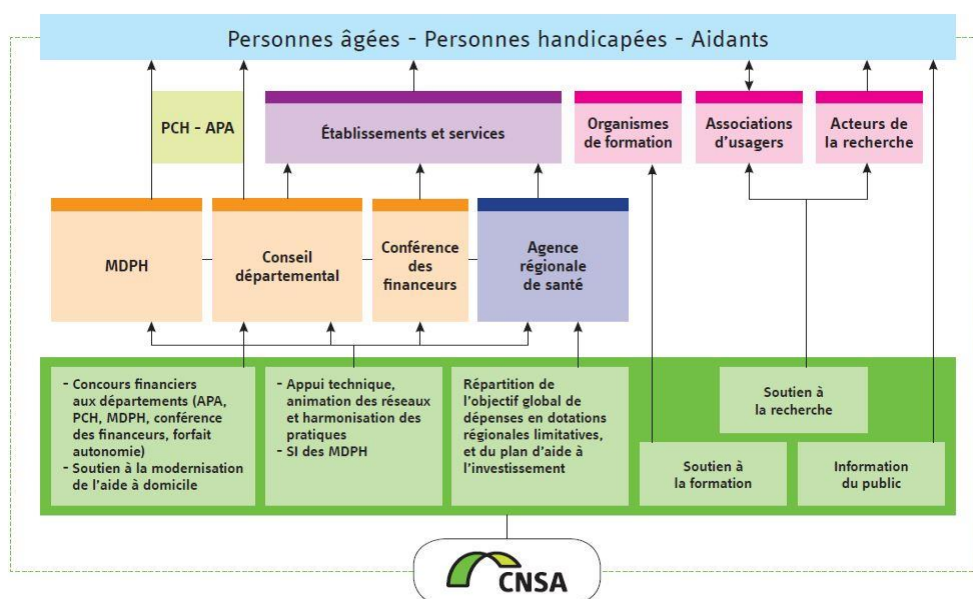 Personnes âgées - Personnes handicapées - Aidants
PCH - APA
Établissements et services
Organismes
de formation
Associations
d'usagers
Acteurs de
la recherche
MDPH
Conseil
départemental
Conférence
des
financeurs
Agence
régionale
de santé
- Concours financiers
aux départements (APA,
PCH, MDPH, conférence
des financeurs, forfait
autonomie)
- Soutien à la modernisation
de l'aide à domicile
- Appui technique,
animation des réseaux
et harmonisation des
pratiques
- SI des MDPH
Répartition de
l'objectif global de
dépenses en dotations
régionales limitatives,
et du plan d'aide à
l'investissement
Soutien à
la recherche
Soutien à
la formation
Information
du public
CNSA